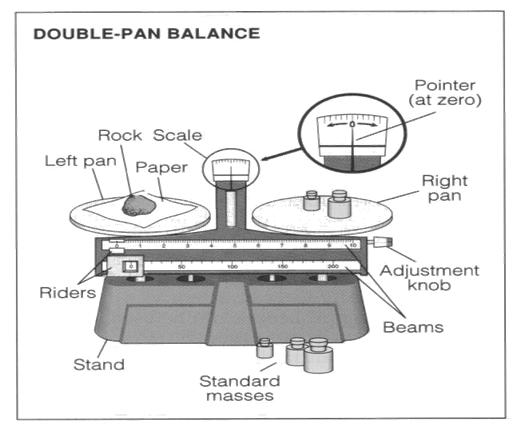 DOUBLE-PAN BALANCE
Pointer
(at zero)
0
Rock Scale
Left pan
Paper
Right
pan
0 1 2 3 4 5 6 7 8 9 10
0 50 100 150 200
Riders
Adjustment
knob
Beams
Stand
Standard
masses